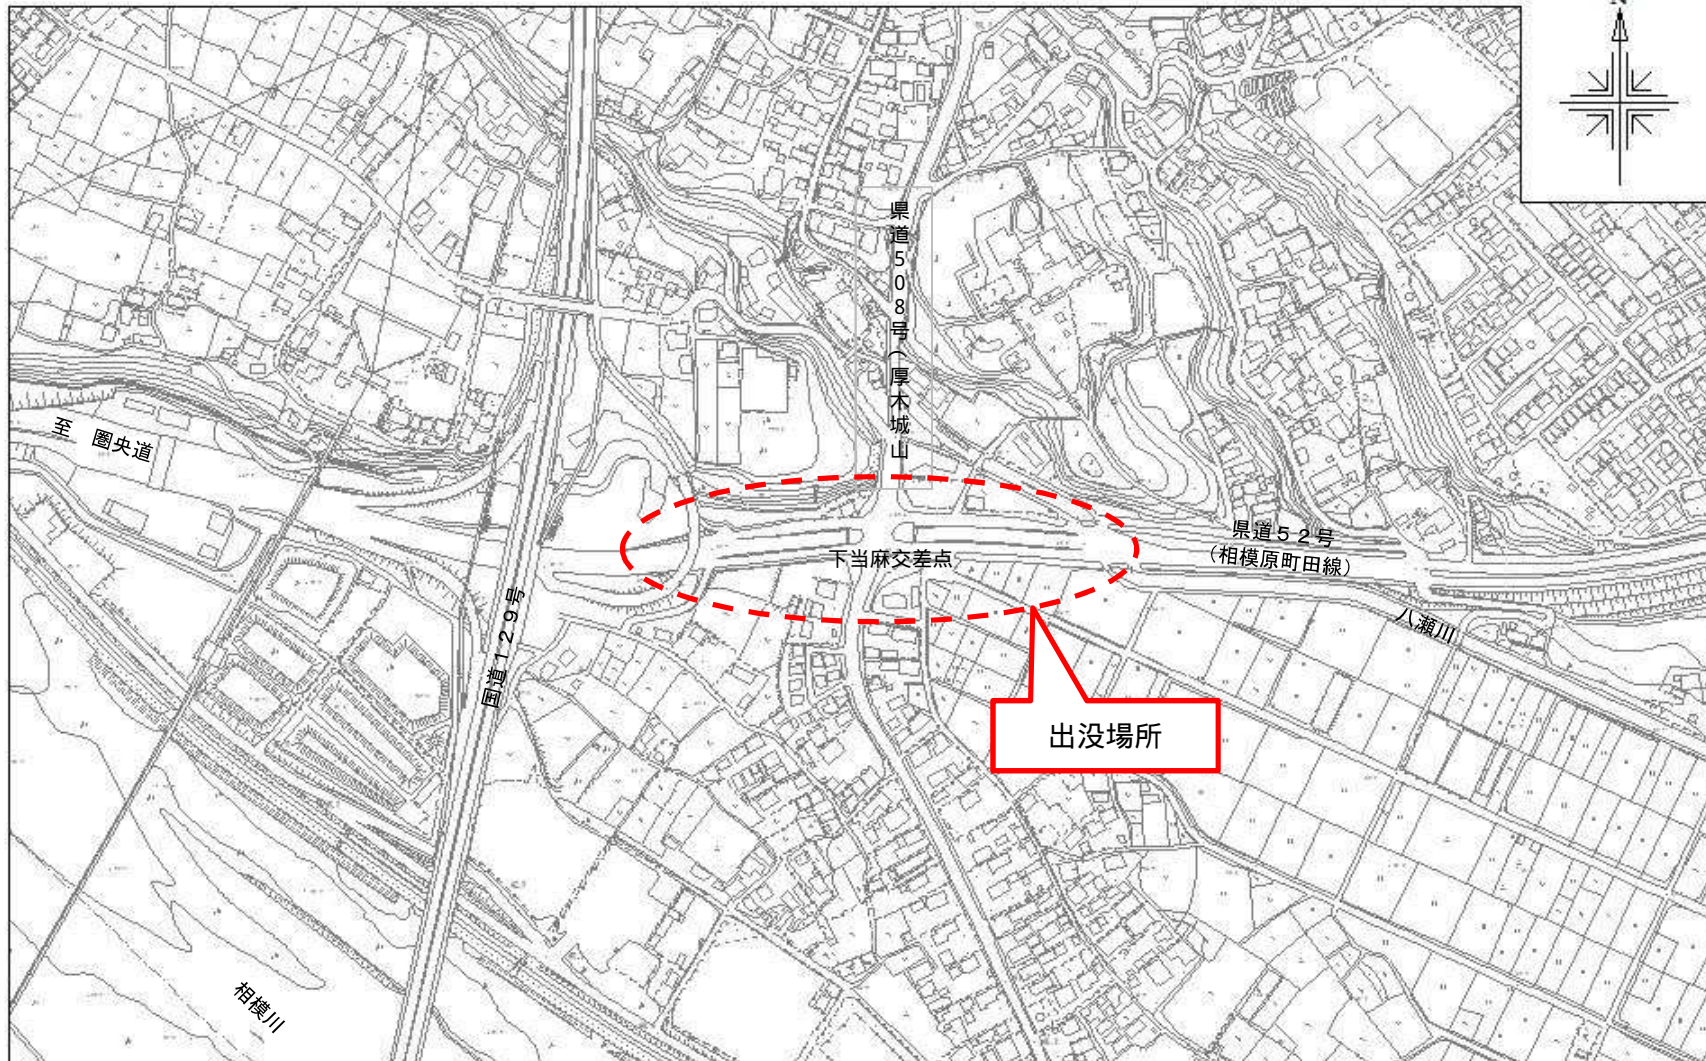 N
県道508号(厚木城山
至 圏央道
県道52号
(相模原町田線)
下当麻交差点
八瀬川
国道129号
出没場所
相模川